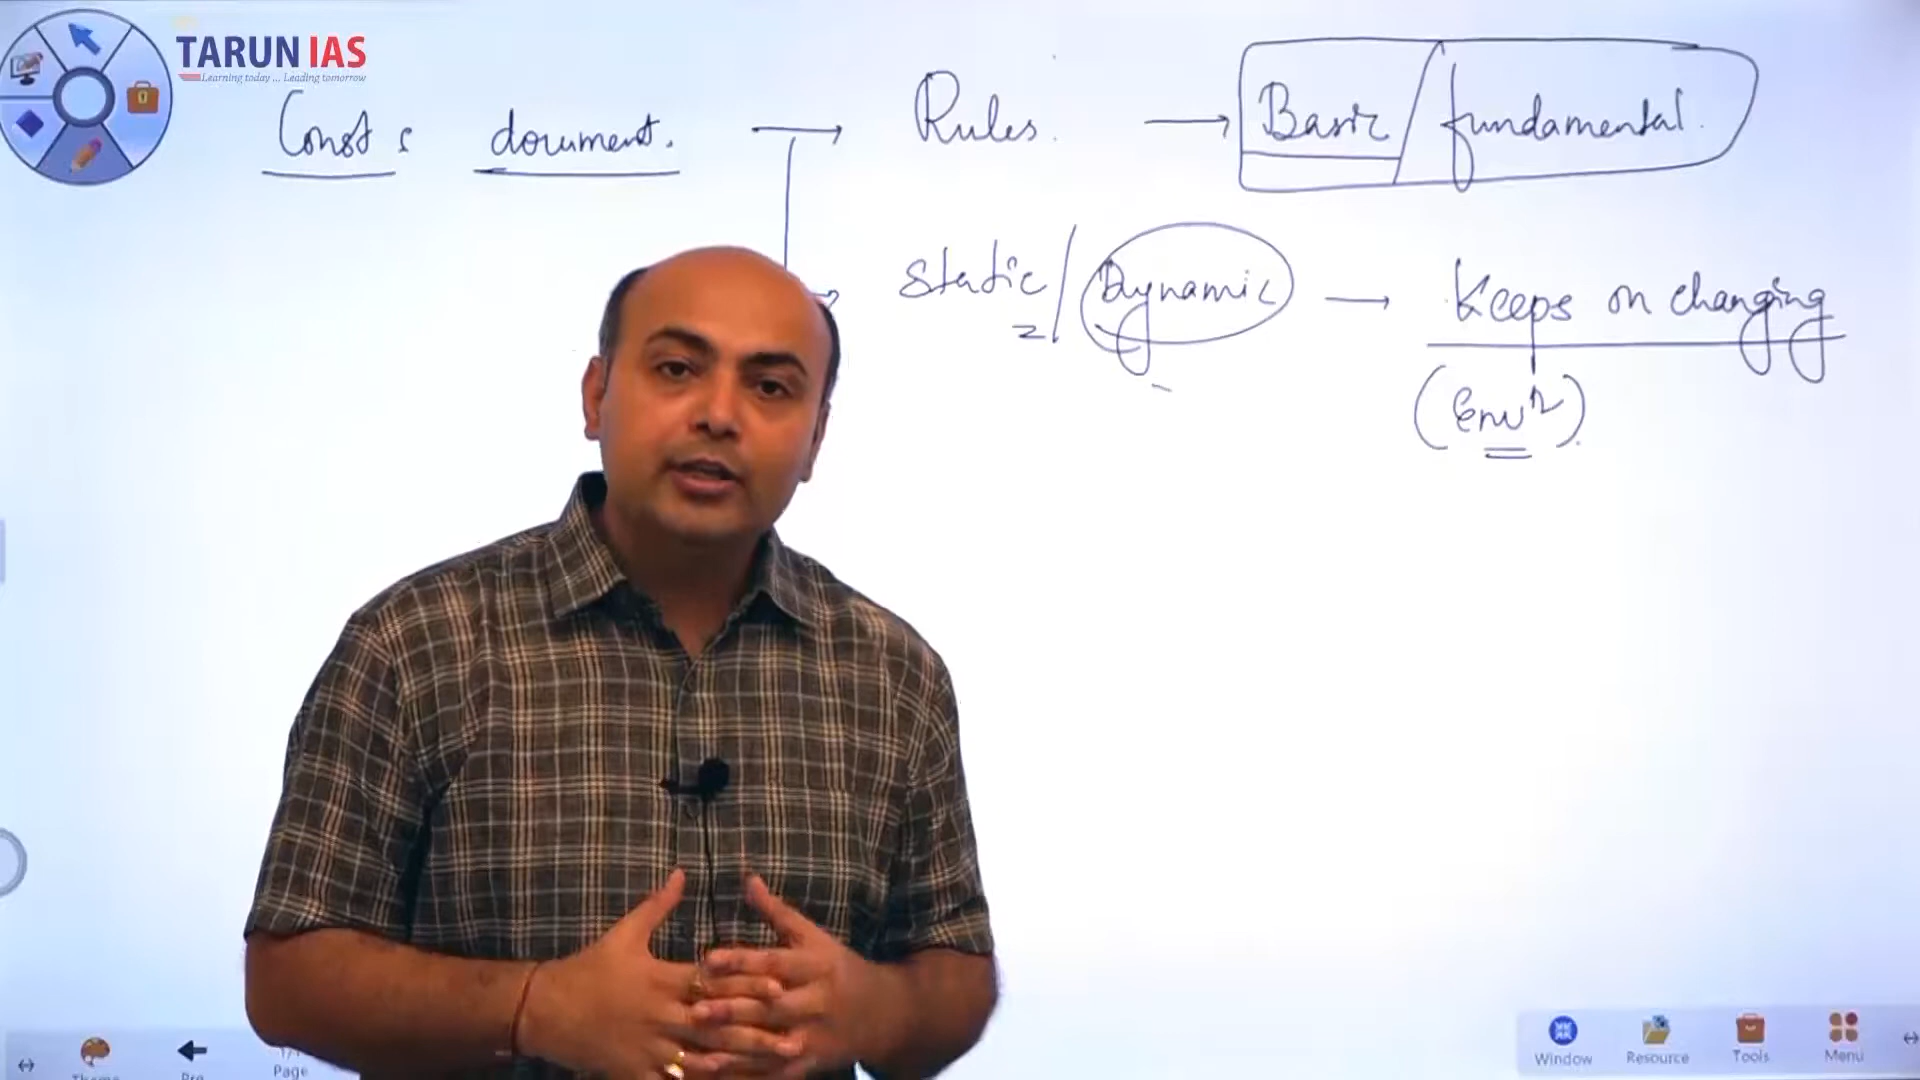 TARUN IAS
Learning today ... Leading tomorrow
Const : document. → Rules. → Basic / fundamental.
Static / Dynamic → Keeps on changing
(Envⁿ).
Window Resource Tools Menu
Page